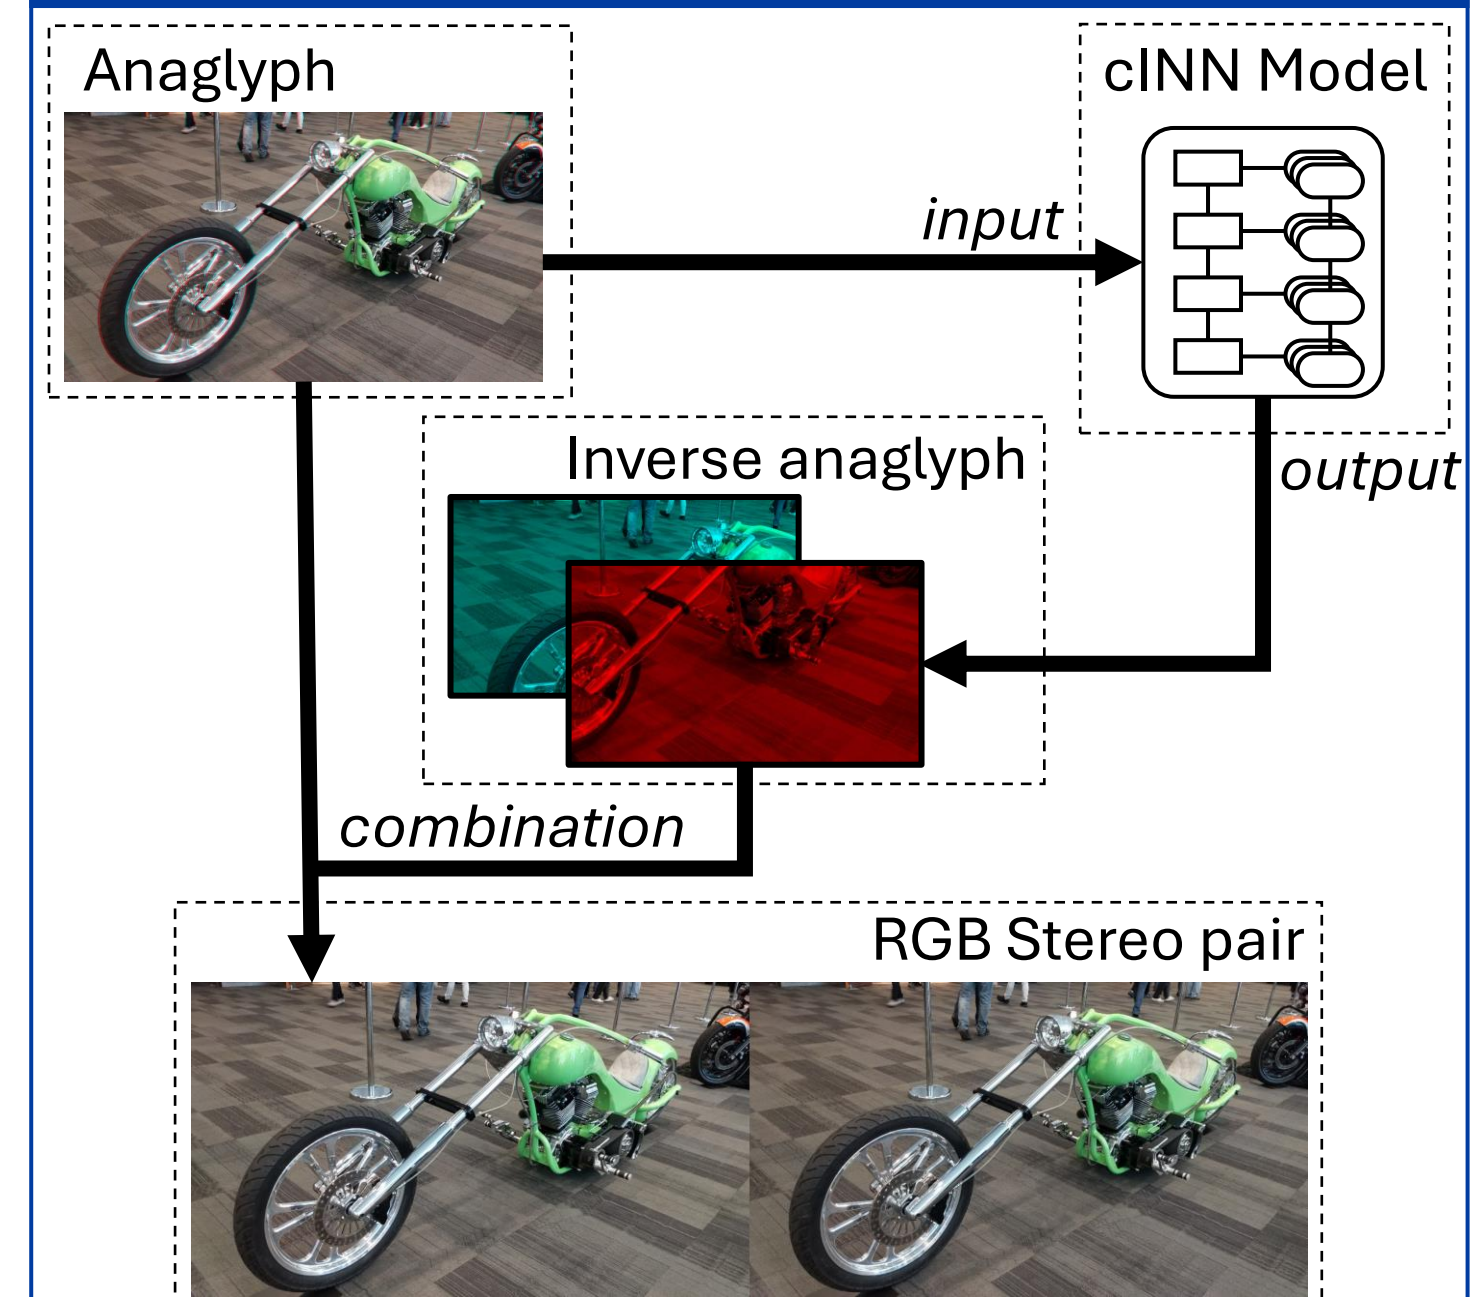 Anaglyph
cINN Model
input
Inverse anaglyph
output
combination
RGB Stereo pair